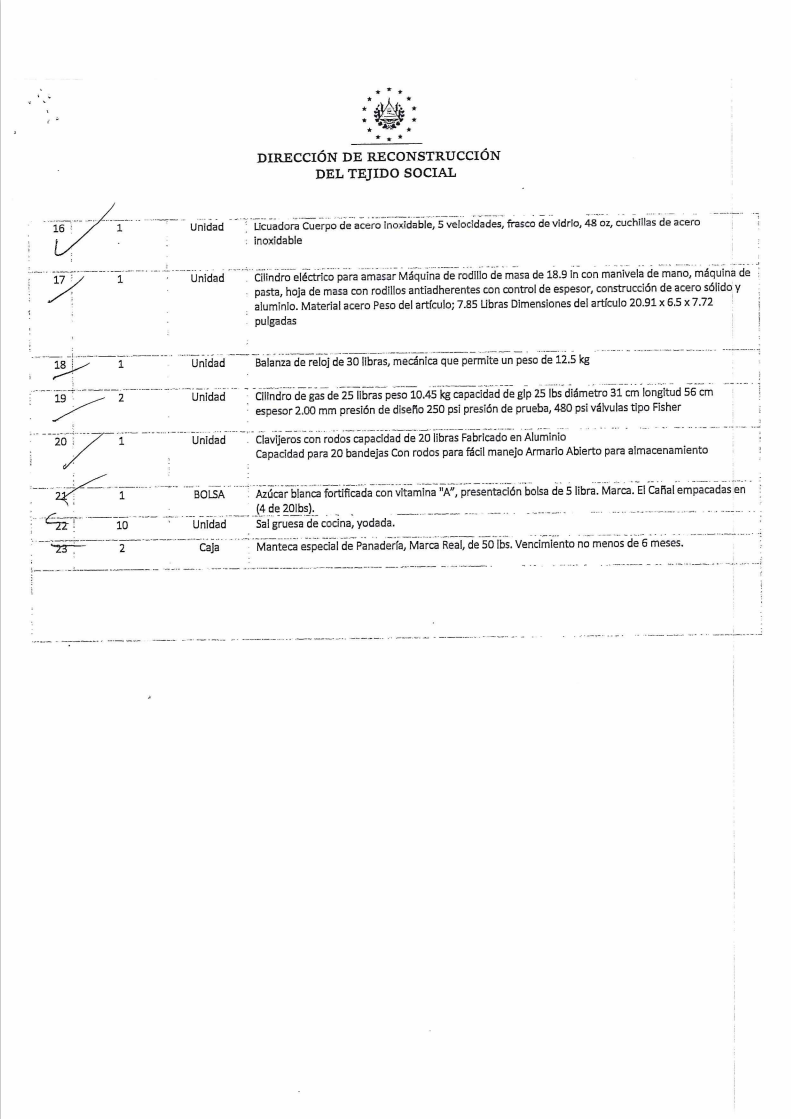 DIRECCIÓN DE RECONSTRUCCIÓN
DEL TEJIDO SOCIAL
16 1 Unidad Licuadora Cuerpo de acero inoxidable, 5 velocidades, frasco de vidrio, 48 oz, cuchillas de acero
inoxidable
17 1 Unidad Cilindro eléctrico para amasar Máquina de rodillo de masa de 18.9 in con manivela de mano, máquina de
pasta, hoja de masa con rodillos antiadherentes con control de espesor, construcción de acero sólido y
aluminio. Material acero Peso del artículo; 7.85 Libras Dimensiones del artículo 20.91 x 6.5 x 7.72
pulgadas
18 1 Unidad Balanza de reloj de 30 libras, mecánica que permite un peso de 12.5 kg
19 2 Unidad Cilindro de gas de 25 libras peso 10.45 kg capacidad de glp 25 lbs diámetro 31 cm longitud 56 cm
espesor 2.00 mm presión de diseño 250 psi presión de prueba, 480 psi válvulas tipo Fisher
20 1 Unidad Clavijeros con rodos capacidad de 20 libras Fabricado en Aluminio
Capacidad para 20 bandejas Con rodos para fácil manejo Armario Abierto para almacenamiento
21 1 BOLSA Azúcar blanca fortificada con vitamina "A", presentación bolsa de 5 libra. Marca. El Cañal empacadas en
(4 de 20lbs).
22 10 Unidad Sal gruesa de cocina, yodada.
23 2 Caja Manteca especial de Panadería, Marca Real, de 50 lbs. Vencimiento no menos de 6 meses.